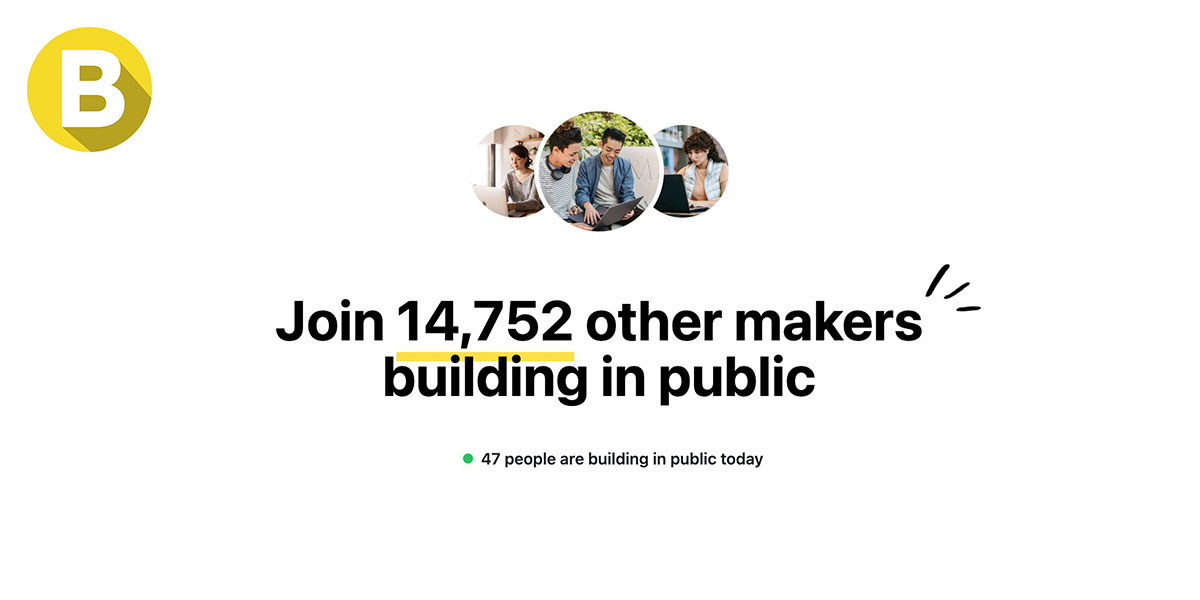 B
Join 14,752 other makers
building in public
47 people are building in public today